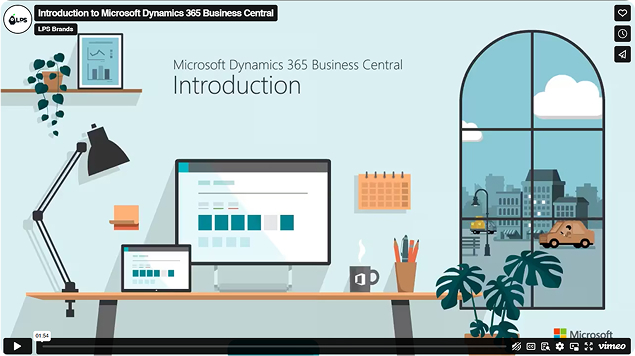 LPS
Introduction to Microsoft Dynamics 365 Business Central
LPS Brands
Microsoft Dynamics 365 Business Central
Introduction
01:54
Microsoft
CC
vimeo